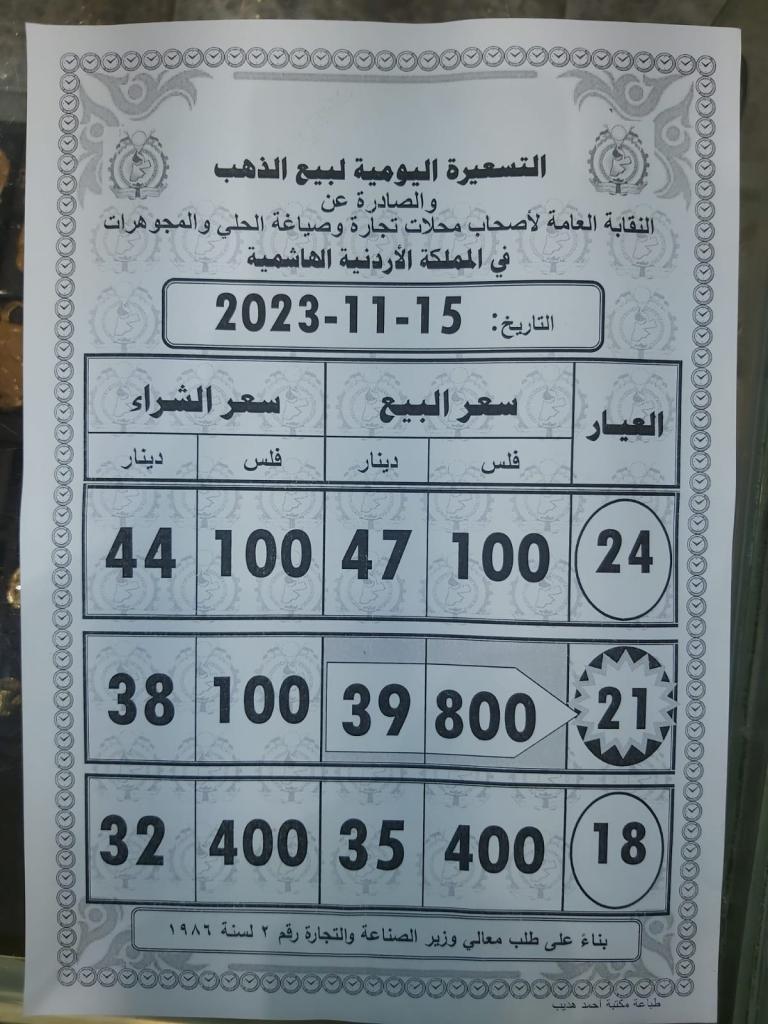 التسعيرة اليومية لبيع الذهب
والصادرة عن
النقابة العامة لأصحاب محلات تجارة وصياغة الحلي والمجوهرات
في المملكة الأردنية الهاشمية
التاريخ: 15-11-2023
العيار سعر البيع سعر الشراء
فلس دينار فلس دينار
24 100 47 100 44
21 800 39 100 38
18 400 35 400 32
بناءً على طلب معالي وزير الصناعة والتجارة رقم ٢ لسنة ١٩٨٦
طباعة مكتبة احمد هديب